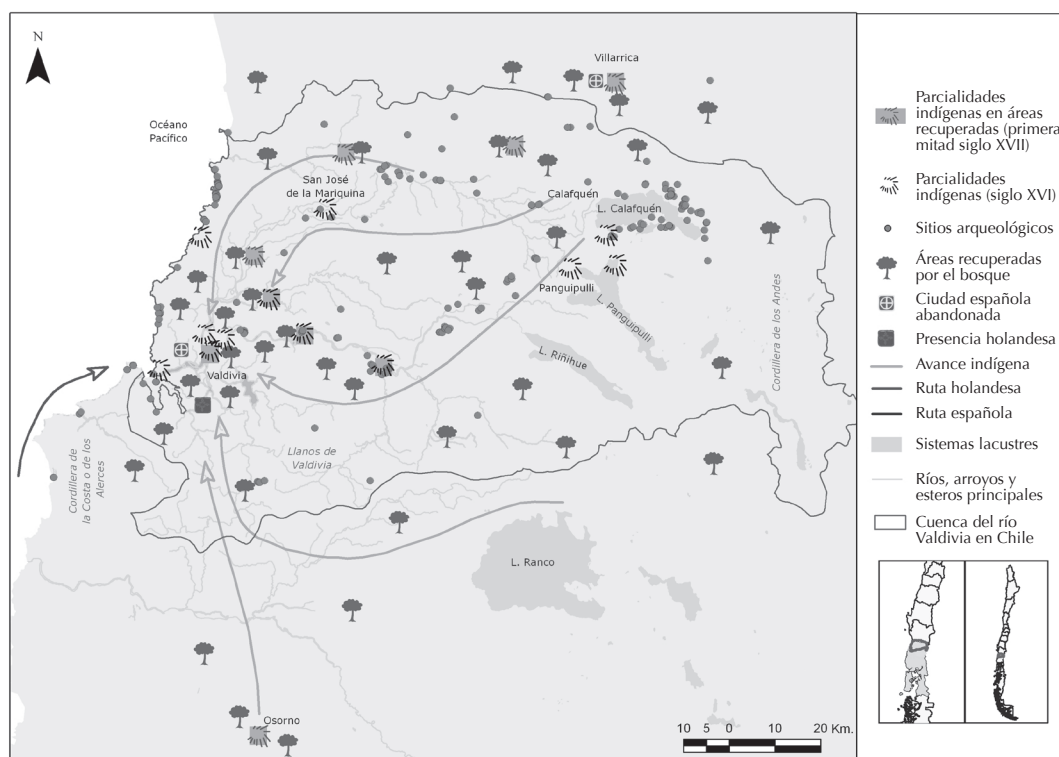 N
Villarrica
Océano
Pacífico
San José
de la Mariquina
Calafquén
L. Calafquén
Panguipulli
L. Panguipulli
L. Riñihue
Cordillera de los Andes
Valdivia
Llanos de
Valdivia
Cordillera de
la Costa o de los
Alerces
L. Ranco
Osorno
10 5 0 10 20 Km.
Parcialidades
indígenas en áreas
recuperadas (primera
mitad siglo XVII)
Parcialidades
indígenas (siglo XVI)
Sitios arqueológicos
Áreas recuperadas
por el bosque
Ciudad española
abandonada
Presencia holandesa
Avance indígena
Ruta holandesa
Ruta española
Sistemas lacustres
Ríos, arroyos y
esteros principales
Cuenca del río
Valdivia en Chile